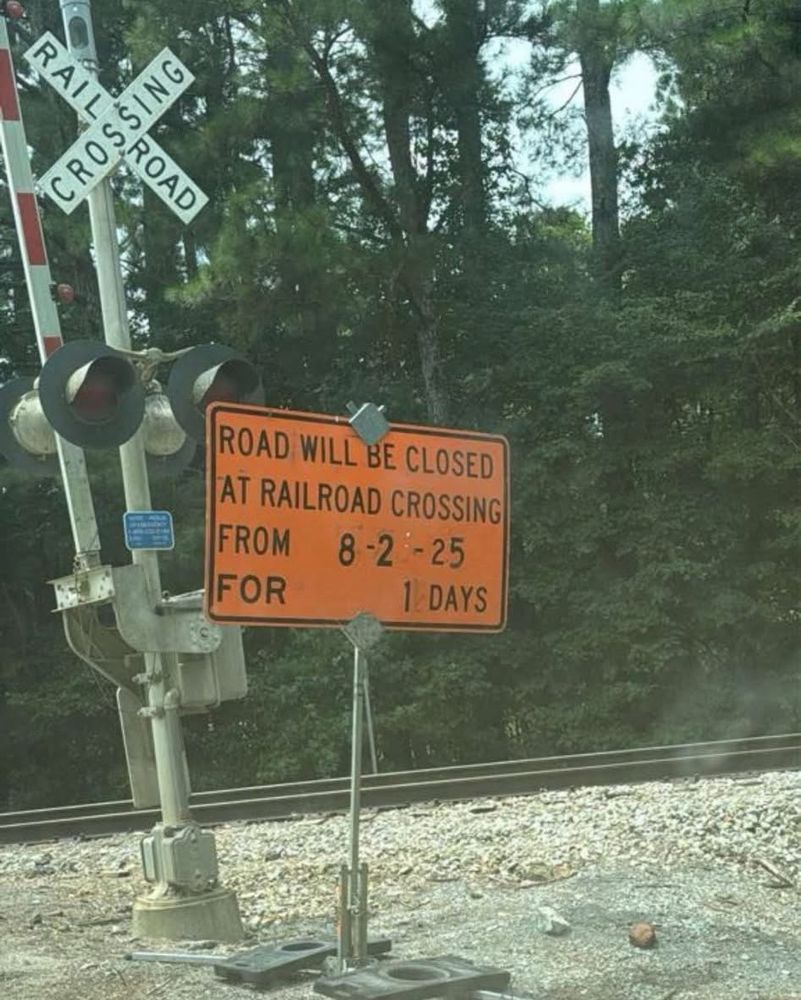 RAILROAD
CROSSING
ROAD WILL BE CLOSED
AT RAILROAD CROSSING
FROM 8-2-25
FOR 1 DAYS